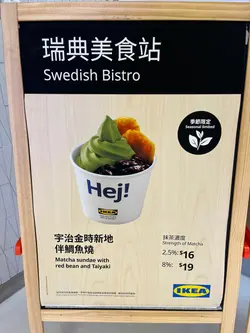 瑞典美食站
Swedish Bistro
季節限定
Seasonal limited
Hej!
IKEA
宇治金時新地
伴鯛魚燒
Matcha sundae with
red bean and Taiyaki
抹茶濃度
Strength of Matcha
2.5%: $16
8%: $19
IKEA